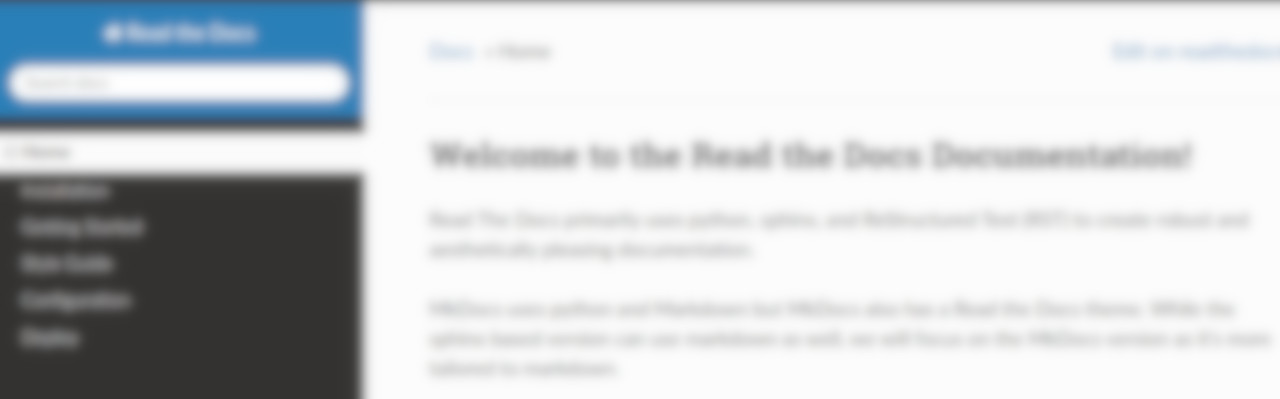 Read the Docs
Search docs
Home
Installation
Getting Started
Style Guide
Configuration
Deploy
Docs » Home
Edit on
Welcome to the Read the Docs Documentation!
Read The Docs primarily uses python, sphinx, and ReStructured Text (RST) to create robust and
aesthetically pleasing documentation.
MkDocs uses python and Markdown but MkDocs also has a Read the Docs theme. While the
sphinx based version can use markdown as well, we will focus on the MkDocs version as it's more
tailored to markdown.